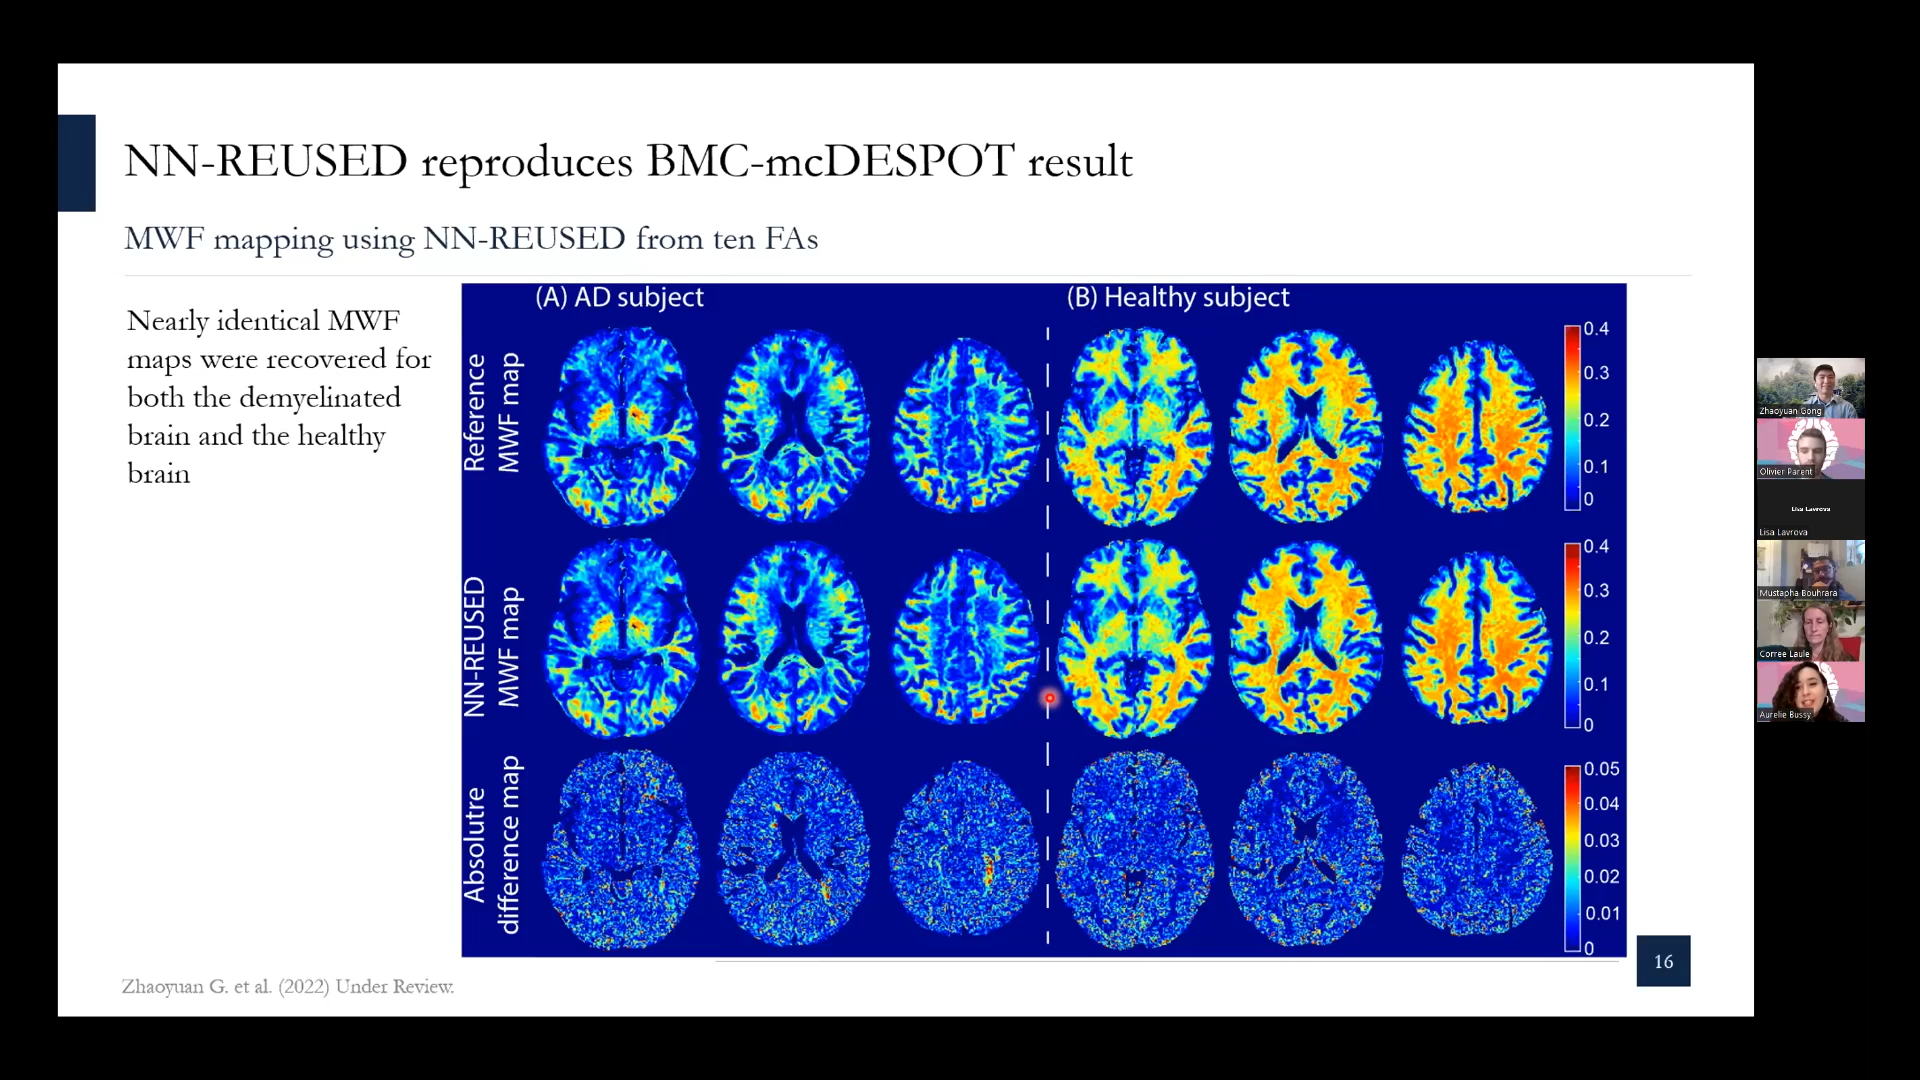 NN-REUSED reproduces BMC-mcDESPOT result
MWF mapping using NN-REUSED from ten FAs
Nearly identical MWF
maps were recovered for
both the demyelinated
brain and the healthy
brain
(A) AD subject
(B) Healthy subject
Reference
MWF map
0.4
0.3
0.2
0.1
0
NN-REUSED
MWF map
0.4
0.3
0.2
0.1
0
Absolutre
difference map
0.05
0.04
0.03
0.02
0.01
0
Zhaoyuan G. et al. (2022) Under Review.
16
Zhaoyuan Gong
Olivier Parent
Lisa Lavrova
Lisa Lavrova
Mustapha Bouhrara
Corree Laule
Aurelie Bussy